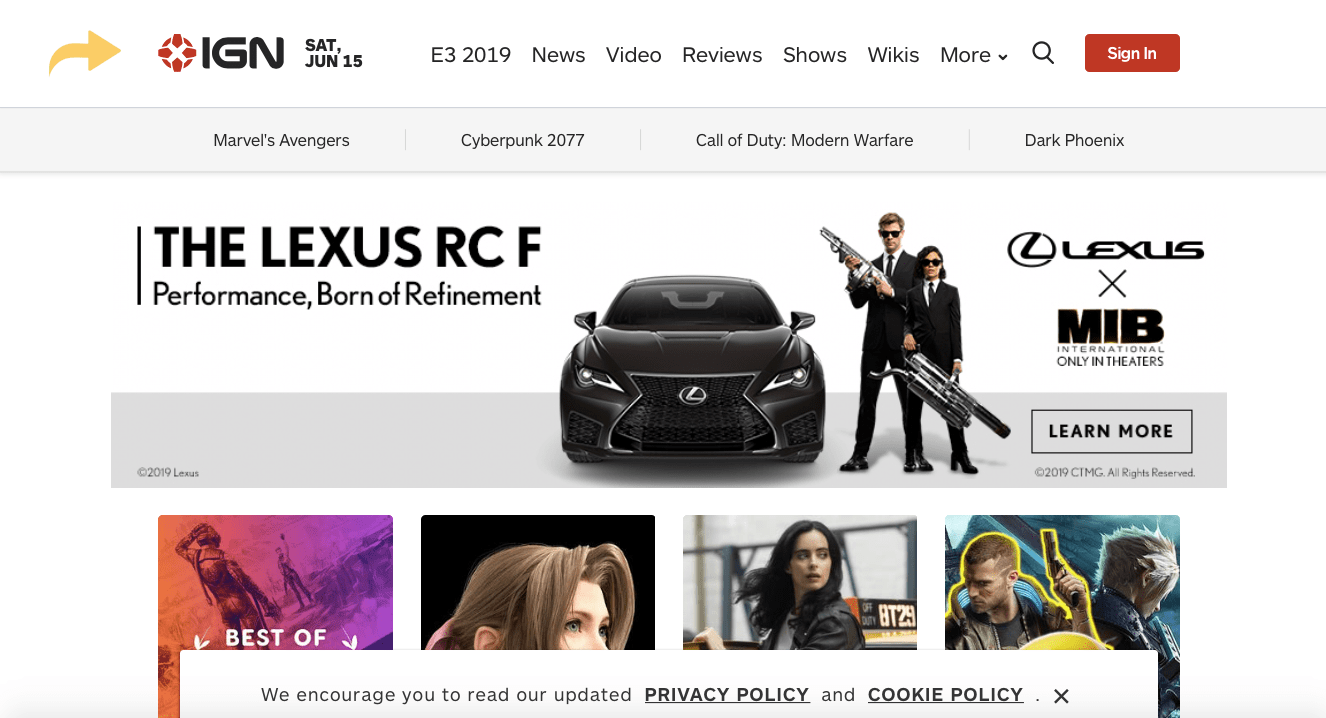 IGN
SAT,
JUN 15
E3 2019 News Video Reviews Shows Wikis More
Sign In
Marvel's Avengers
Cyberpunk 2077
Call of Duty: Modern Warfare
Dark Phoenix
THE LEXUS RC F
Performance, Born of Refinement
LEXUS
X
MIB
INTERNATIONAL
ONLY IN THEATERS
LEARN MORE
©2019 Lexus
©2019 CTMG. All Rights Reserved.
BEST OF
OFF
DUTY
8T29
We encourage you to read our updated PRIVACY POLICY and COOKIE POLICY .